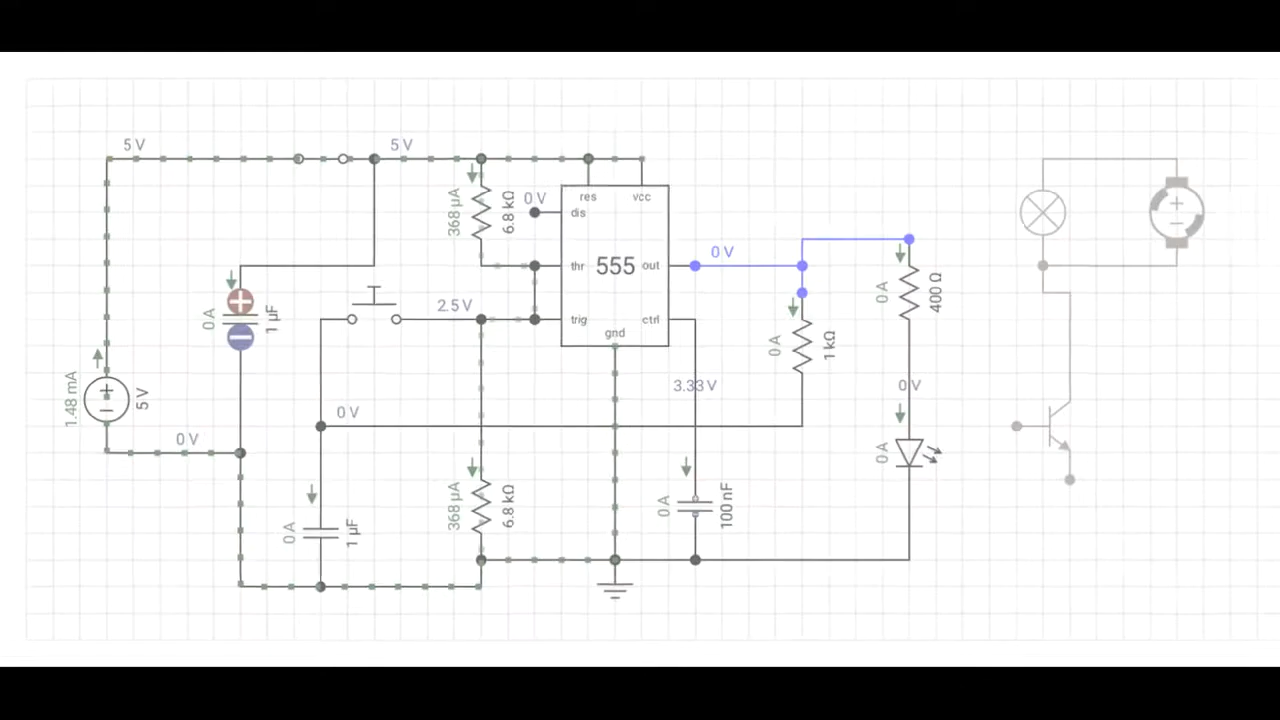 5 V
5 V
res
vcc
0 V
dis
368 µA
6.8 kΩ
0 V
thr
555
out
400 Ω
0 A
0 A
1 µF
2.5 V
trig
ctrl
gnd
0 A
1 kΩ
1.48 mA
5 V
3.33 V
0 V
0 V
0 V
0 A
368 µA
6.8 kΩ
0 A
100 nF
0 A
1 µF